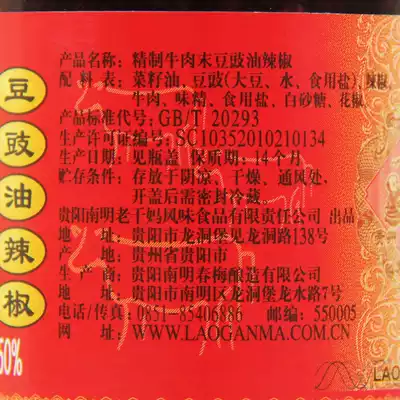 豆豉油辣椒
产品名称：精制牛肉末豆豉油辣椒
配料表：菜籽油、豆豉(大豆、水、食用盐)、辣椒、
牛肉、味精、食用盐、白砂糖、花椒
产品标准代号：GB/T 20293
生产许可证编号：SC10352010210134
生产日期：见瓶盖 保质期：14个月
贮存条件：存放于阴凉、干燥、通风处，
开盖后需密封冷藏。
贵阳南明老干妈风味食品有限责任公司 出品
地址：贵阳市龙洞堡见龙洞路138号
产地：贵州省贵阳市
生产商：贵阳南明春梅酿造有限公司
地址：贵阳市南明区龙洞堡龙水路7号
电话/传真：0851-85406886 邮编：550005
网址：WWW.LAOGANMA.COM.CN
50%
LAO